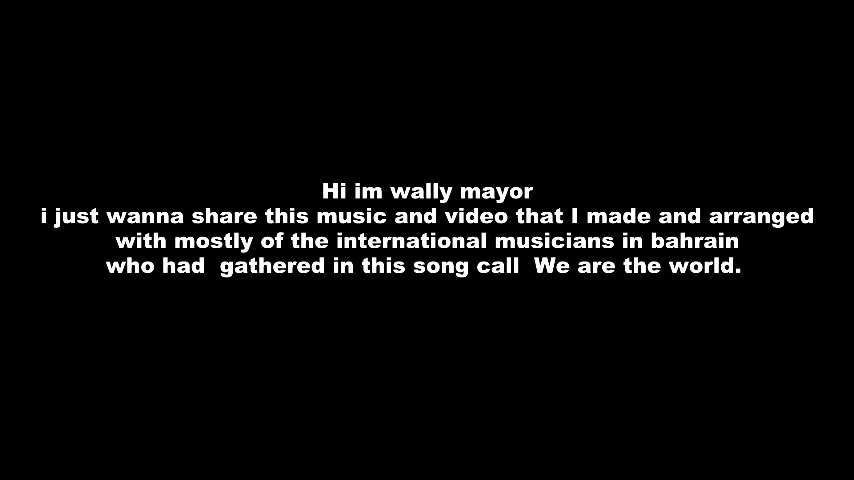 Hi im wally mayor
i just wanna share this music and video that I made and arranged
with mostly of the international musicians in bahrain
who had  gathered in this song call  We are the world.